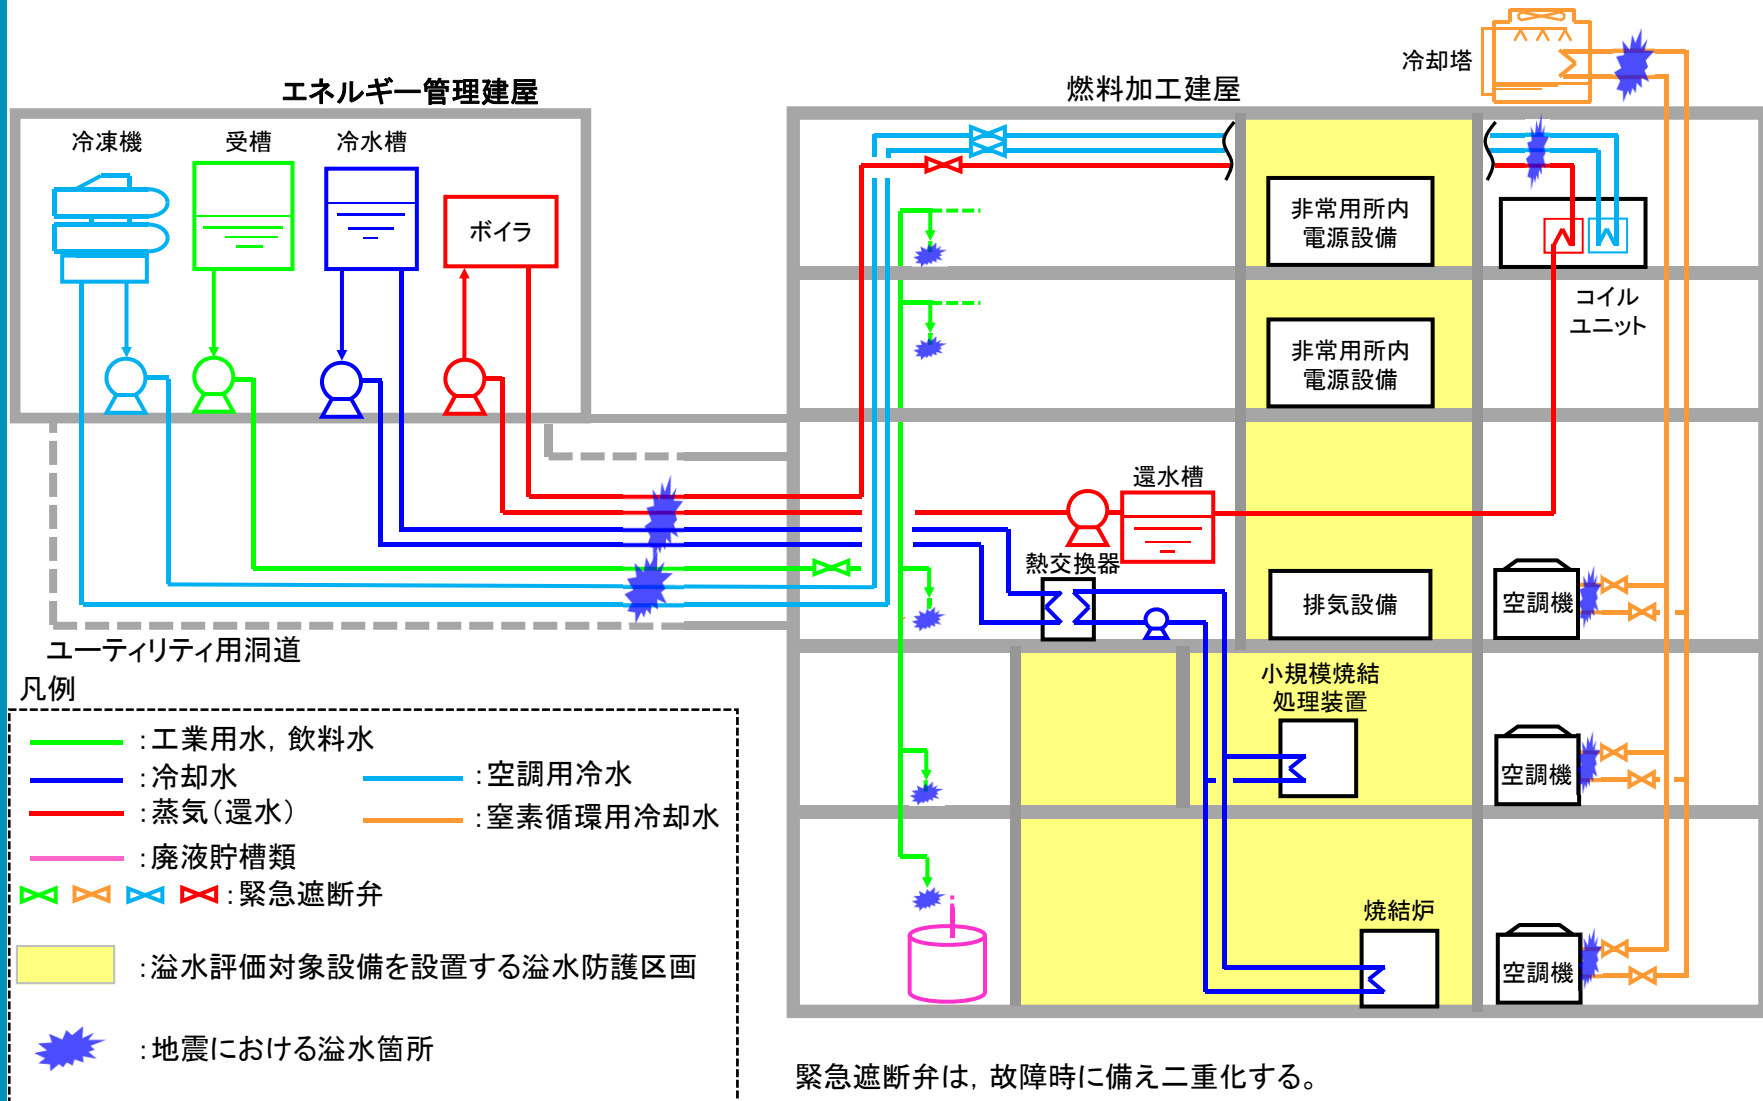 エネルギー管理建屋
冷凍機
受槽
冷水槽
ボイラ
ユーティリティ用洞道
燃料加工建屋
冷却塔
非常用所内
電源設備
コイル
ユニット
非常用所内
電源設備
還水槽
熱交換器
排気設備
空調機
小規模焼結
処理装置
空調機
焼結炉
空調機
凡例
：工業用水，飲料水
：冷却水
：空調用冷水
：蒸気（還水）
：窒素循環用冷却水
：廃液貯槽類
：緊急遮断弁
：溢水評価対象設備を設置する溢水防護区画
：地震における溢水箇所
緊急遮断弁は，故障時に備え二重化する。